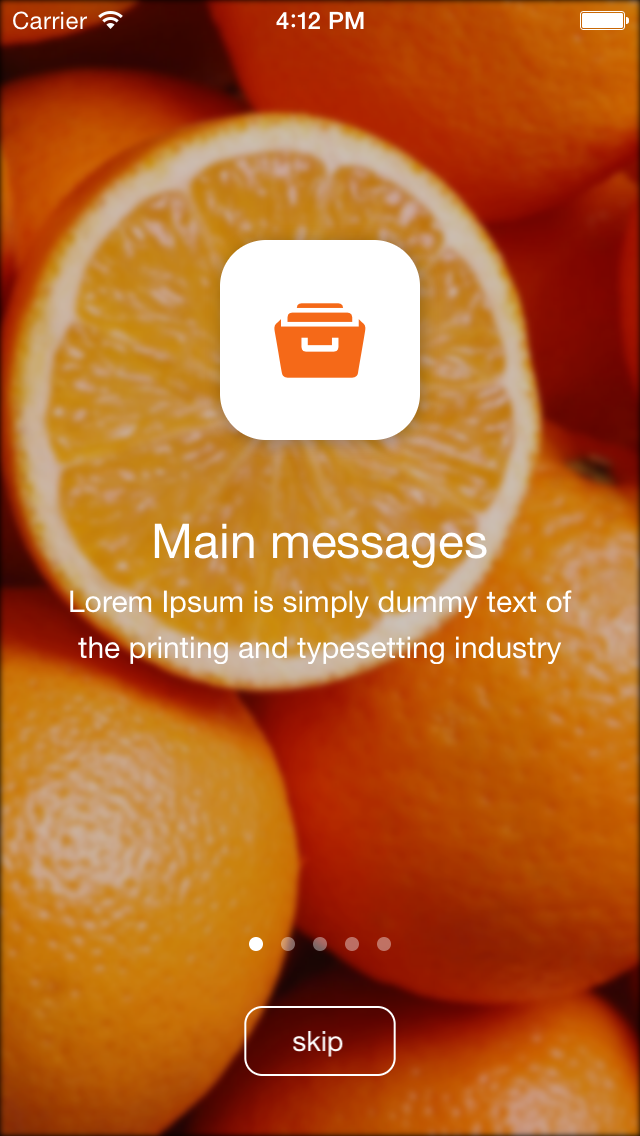 Carrier 4:12 PM
Main messages
Lorem Ipsum is simply dummy text of
the printing and typesetting industry
skip